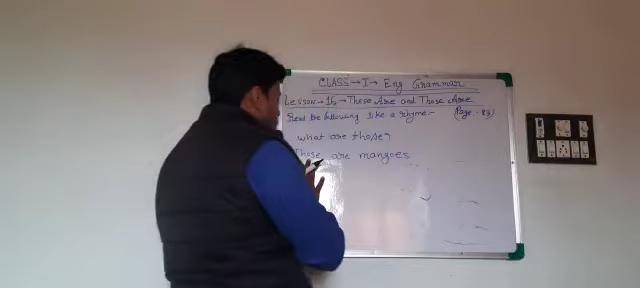 CLASS → I → Eng Grammar
LESSON → 16 → These Are and Those Are
Read the following like a rhyme:- (Page - 83)
What are those?
Those are mangoes